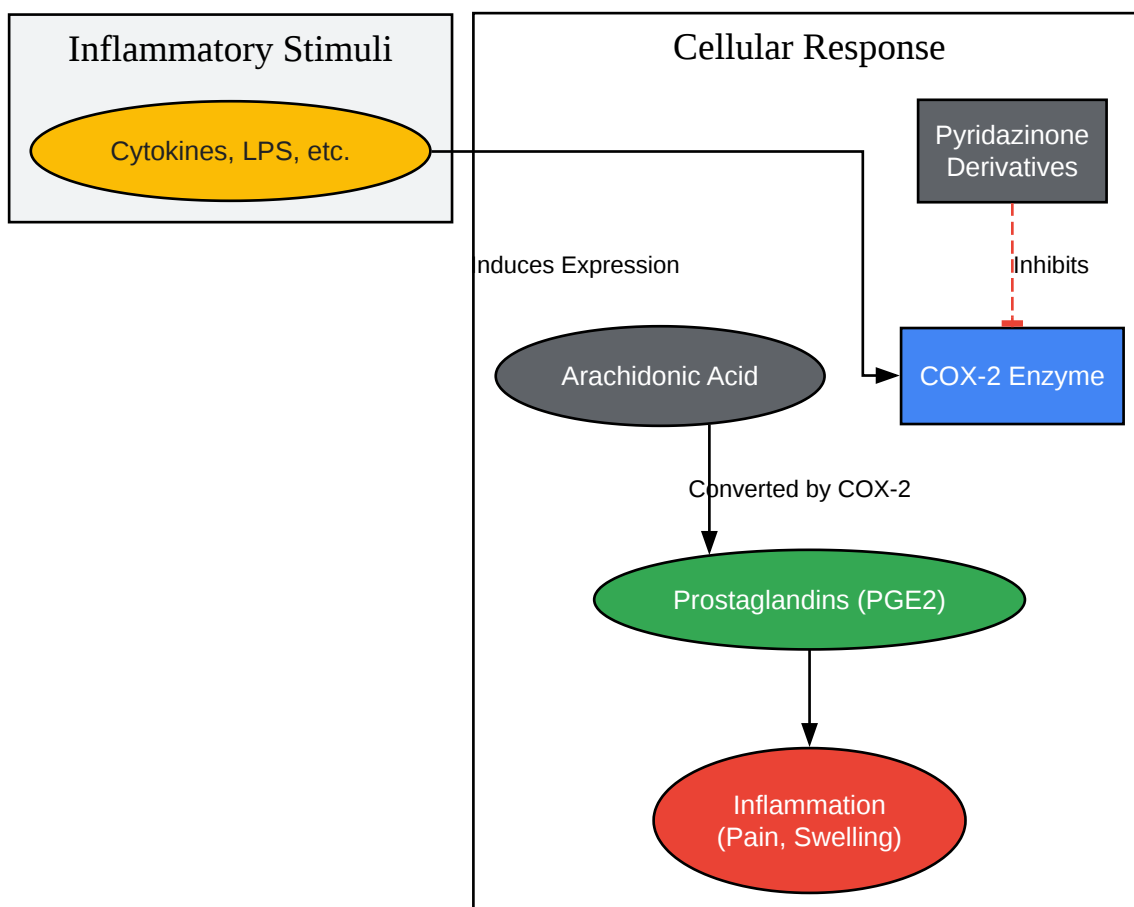 Inflammatory Stimuli
Cellular Response
Cytokines, LPS, etc.
Pyridazinone
Derivatives
Induces Expression
Inhibits
Arachidonic Acid
COX-2 Enzyme
Converted by COX-2
Prostaglandins (PGE2)
Inflammation
(Pain, Swelling)